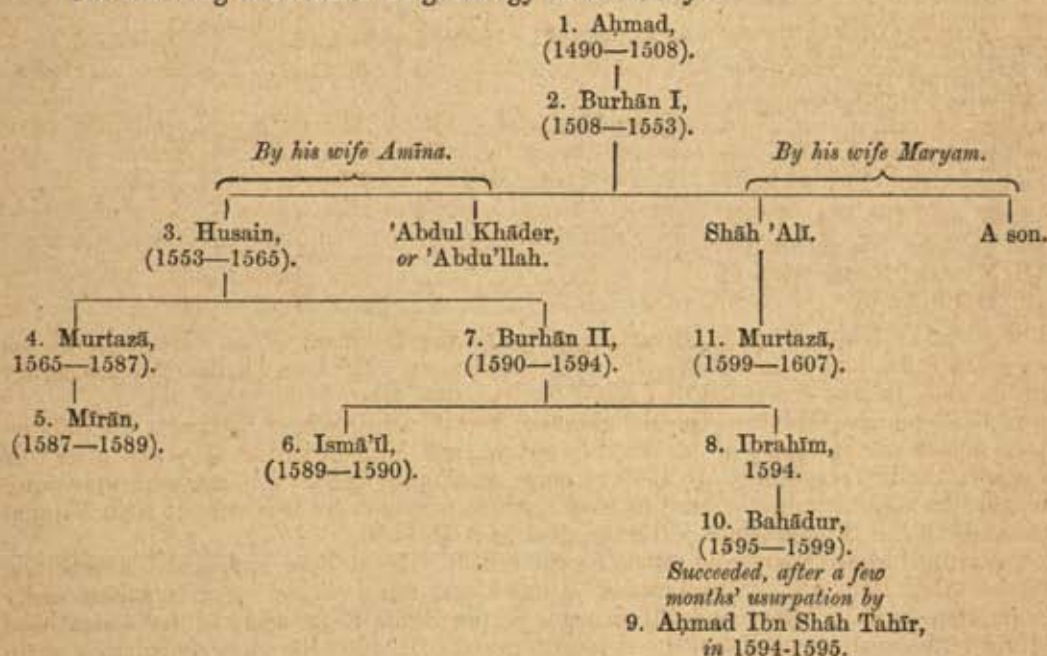 1. Aḥmad,
(1490—1508).
2. Burhān I,
(1508—1553).
By his wife Amīna. By his wife Maryam.
3. Husain, 'Abdul Khāder, Shāh 'Alī. A son.
(1553—1565). or 'Abdu'llah.
4. Murtazā, 7. Burhān II, 11. Murtazā,
1565—1587). (1590—1594). (1599—1607).
5. Mīrān, 6. Ismā'īl, 8. Ibrahīm,
(1587—1589). (1589—1590). 1594.
10. Bahādur,
(1595—1599).
Succeeded, after a few
months' usurpation by
9. Aḥmad Ibn Shāh Tahīr,
in 1594-1595.